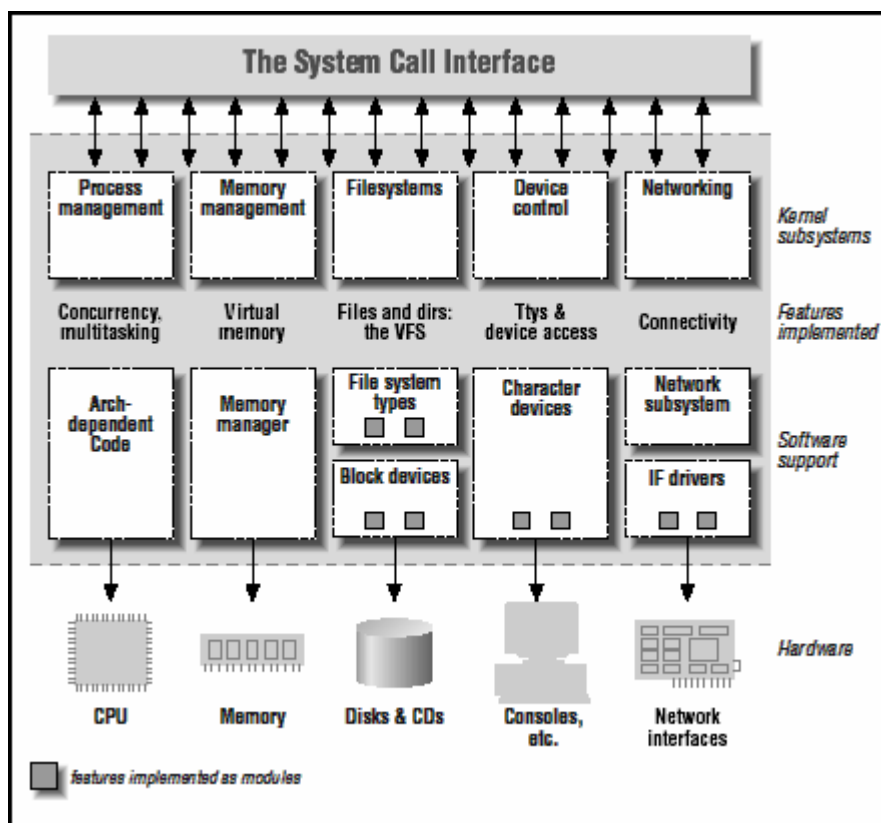 The System Call Interface
Process
management
Memory
management
Filesystems
Device
control
Networking
Kernel
subsystems
Concurrency,
multitasking
Virtual
memory
Files and dirs:
the VFS
Ttys &
device access
Connectivity
Features
implemented
Arch-
dependent
Code
Memory
manager
File system
types
Block devices
Character
devices
Network
subsystem
IF drivers
Software
support
CPU
Memory
Disks & CDs
Consoles,
etc.
Network
interfaces
Hardware
features implemented as modules